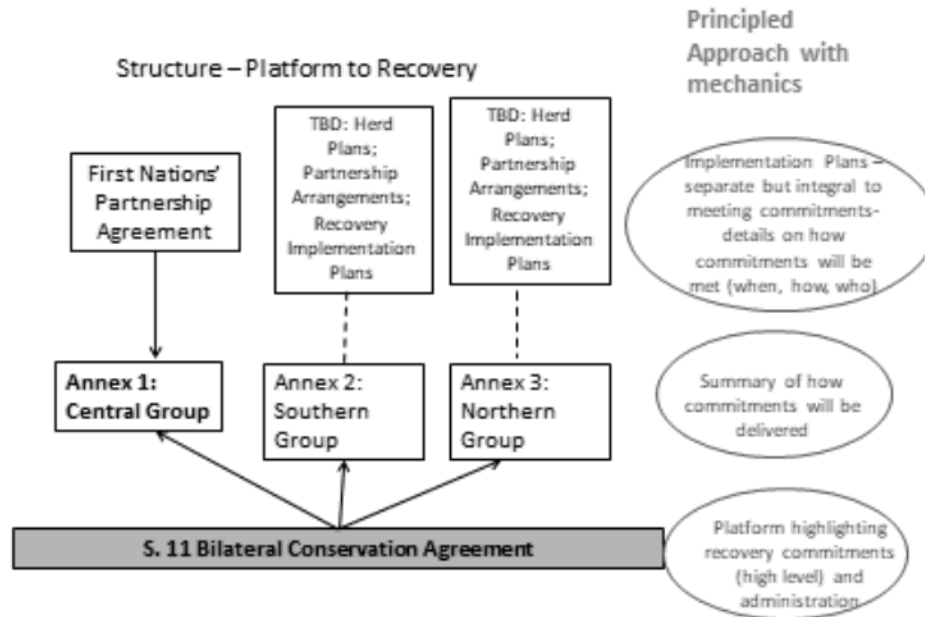 Principled
Approach with
mechanics
Structure – Platform to Recovery
First Nations'
Partnership
Agreement
TBD: Herd
Plans;
Partnership
Arrangements;
Recovery
Implementation
Plans
TBD: Herd
Plans;
Partnership
Arrangements;
Recovery
Implementation
Plans
Implementation Plans –
separate but integral to
meeting commitments-
details on how
commitments will be
met (when, how, who)
Annex 1:
Central Group
Annex 2:
Southern
Group
Annex 3:
Northern
Group
Summary of how
commitments will be
delivered
S. 11 Bilateral Conservation Agreement
Platform highlighting
recovery commitments
(high level) and
administration